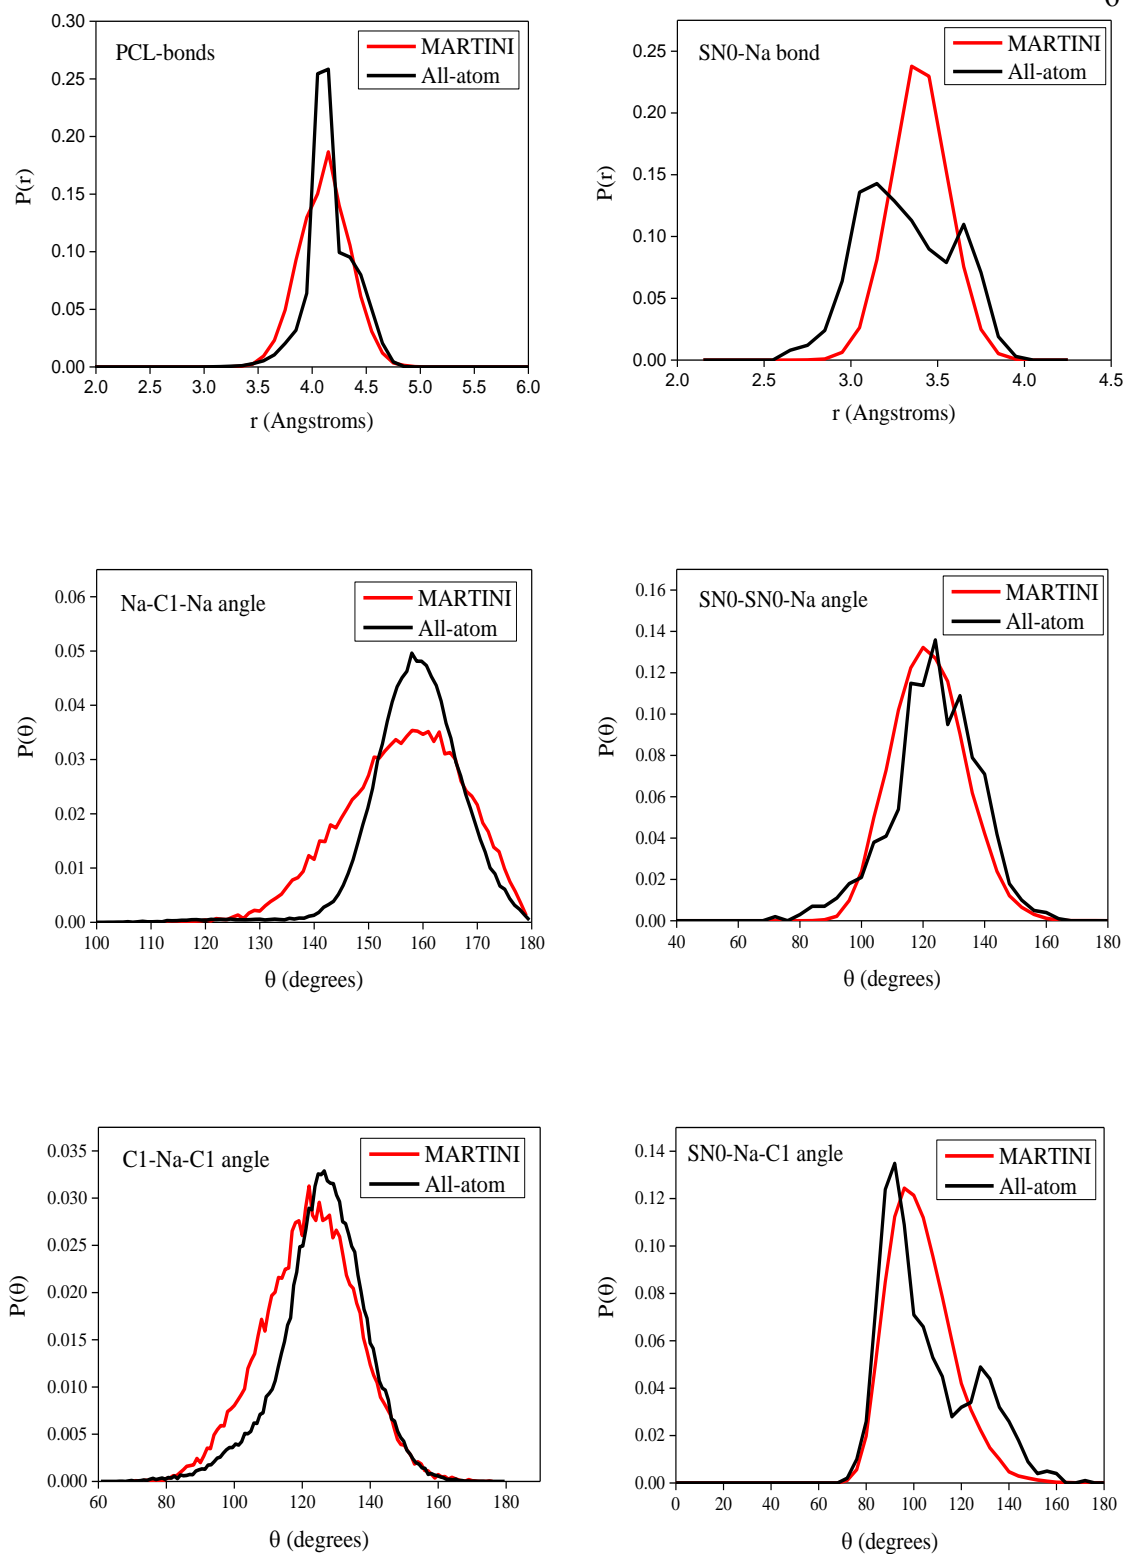 6
PCL-bonds
MARTINI
All-atom
0.30
0.25
0.20
0.15
0.10
0.05
0.00
P(r)
2.0 2.5 3.0 3.5 4.0 4.5 5.0 5.5 6.0
r (Angstroms)
SN0-Na bond
MARTINI
All-atom
0.25
0.20
0.15
0.10
0.05
0.00
P(r)
2.0 2.5 3.0 3.5 4.0 4.5
r (Angstroms)
Na-C1-Na angle
MARTINI
All-atom
0.06
0.05
0.04
0.03
0.02
0.01
0.00
P(θ)
100 110 120 130 140 150 160 170 180
θ (degrees)
SN0-SN0-Na angle
MARTINI
All-atom
0.16
0.14
0.12
0.10
0.08
0.06
0.04
0.02
0.00
P(θ)
40 60 80 100 120 140 160 180
θ (degrees)
C1-Na-C1 angle
MARTINI
All-atom
0.035
0.030
0.025
0.020
0.015
0.010
0.005
0.000
P(θ)
60 80 100 120 140 160 180
θ (degrees)
SN0-Na-C1 angle
MARTINI
All-atom
0.14
0.12
0.10
0.08
0.06
0.04
0.02
0.00
P(θ)
0 20 40 60 80 100 120 140 160 180
θ (degrees)